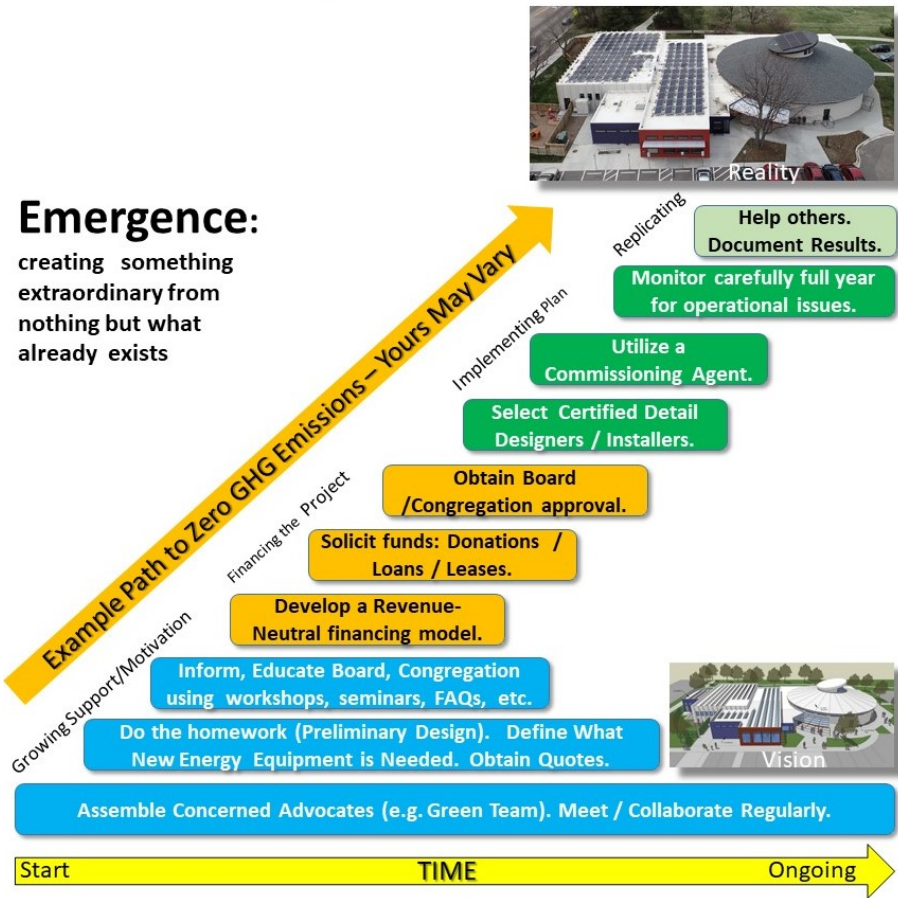 Reality
Emergence:
creating something
extraordinary from
nothing but what
already exists
Example Path to Zero GHG Emissions – Yours May Vary
Replicating
Help others.
Document Results.
Monitor carefully full year
for operational issues.
Implementing Plan
Utilize a
Commissioning Agent.
Select Certified Detail
Designers / Installers.
Obtain Board
/Congregation approval.
Financing the Project
Solicit funds: Donations /
Loans / Leases.
Develop a Revenue-
Neutral financing model.
Growing Support/Motivation
Inform, Educate Board, Congregation
using workshops, seminars, FAQs, etc.
Do the homework (Preliminary Design). Define What
New Energy Equipment is Needed. Obtain Quotes.
Vision
Assemble Concerned Advocates (e.g. Green Team). Meet / Collaborate Regularly.
Start TIME Ongoing